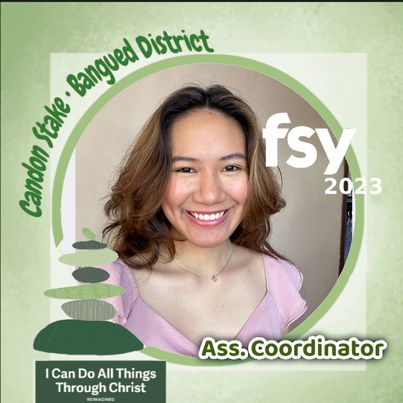 Candon Stake • Bangued District
fsy
2023
Ass. Coordinator
I Can Do All Things
Through Christ
REIMAGINED